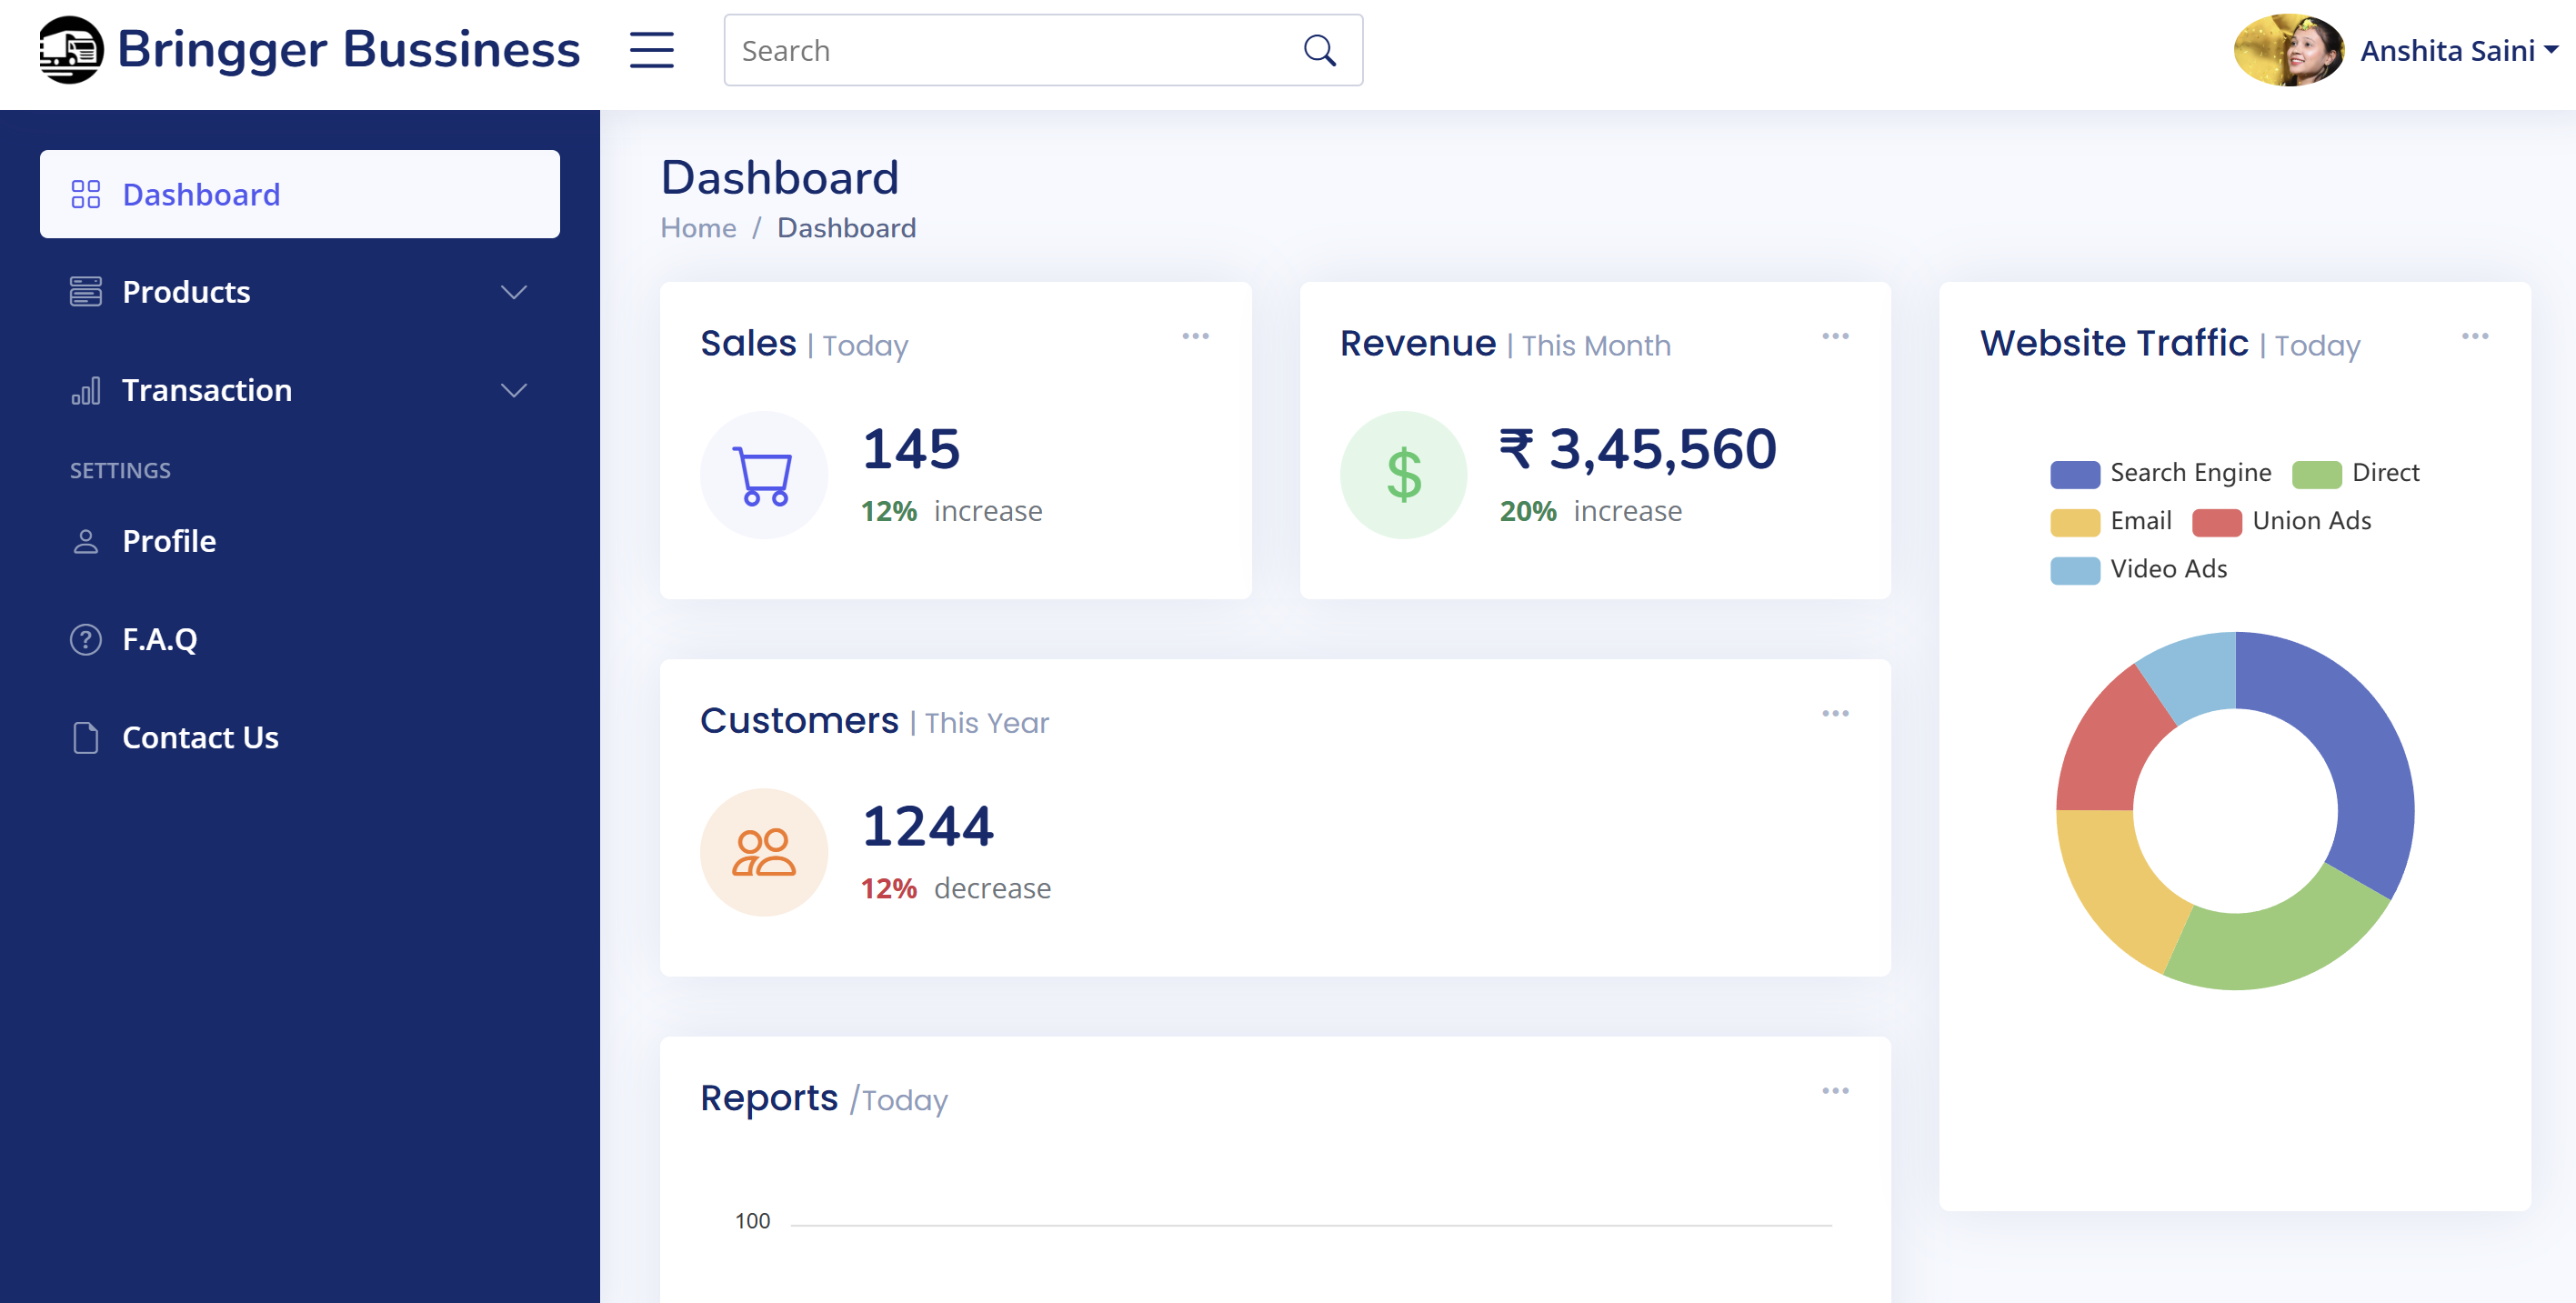 Bringger Bussiness
Search
Anshita Saini
Dashboard
Products
Transaction
SETTINGS
Profile
F.A.Q
Contact Us
Dashboard
Home / Dashboard
Sales | Today
145
12% increase
Revenue | This Month
$
₹ 3,45,560
20% increase
Customers | This Year
1244
12% decrease
Reports /Today
100
Website Traffic | Today
Search Engine Direct
Email Union Ads
Video Ads